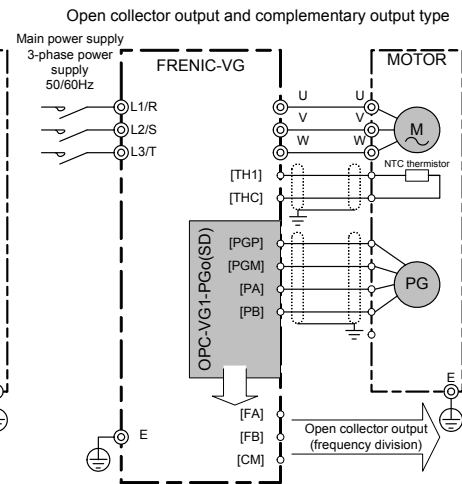 Open collector output and complementary output type
Main power supply
3-phase power
supply
50/60Hz
FRENIC-VG
MOTOR
L1/R
L2/S
L3/T
U
V
W
U
V
W
M
NTC thermistor
[TH1]
[THC]
OPC-VG1-PGo(SD)
[PGP]
[PGM]
[PA]
[PB]
PG
E
[FA]
[FB]
[CM]
Open collector output
(frequency division)
E